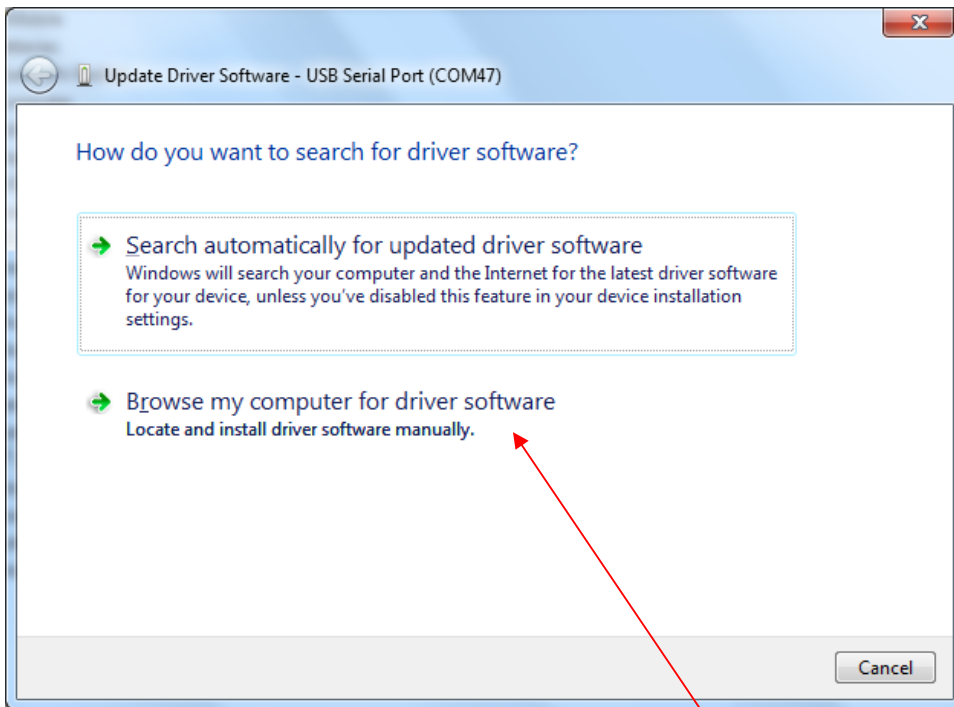 Update Driver Software - USB Serial Port (COM47)
How do you want to search for driver software?
Search automatically for updated driver software
Windows will search your computer and the Internet for the latest driver software
for your device, unless you've disabled this feature in your device installation
settings.
Browse my computer for driver software
Locate and install driver software manually.
Cancel